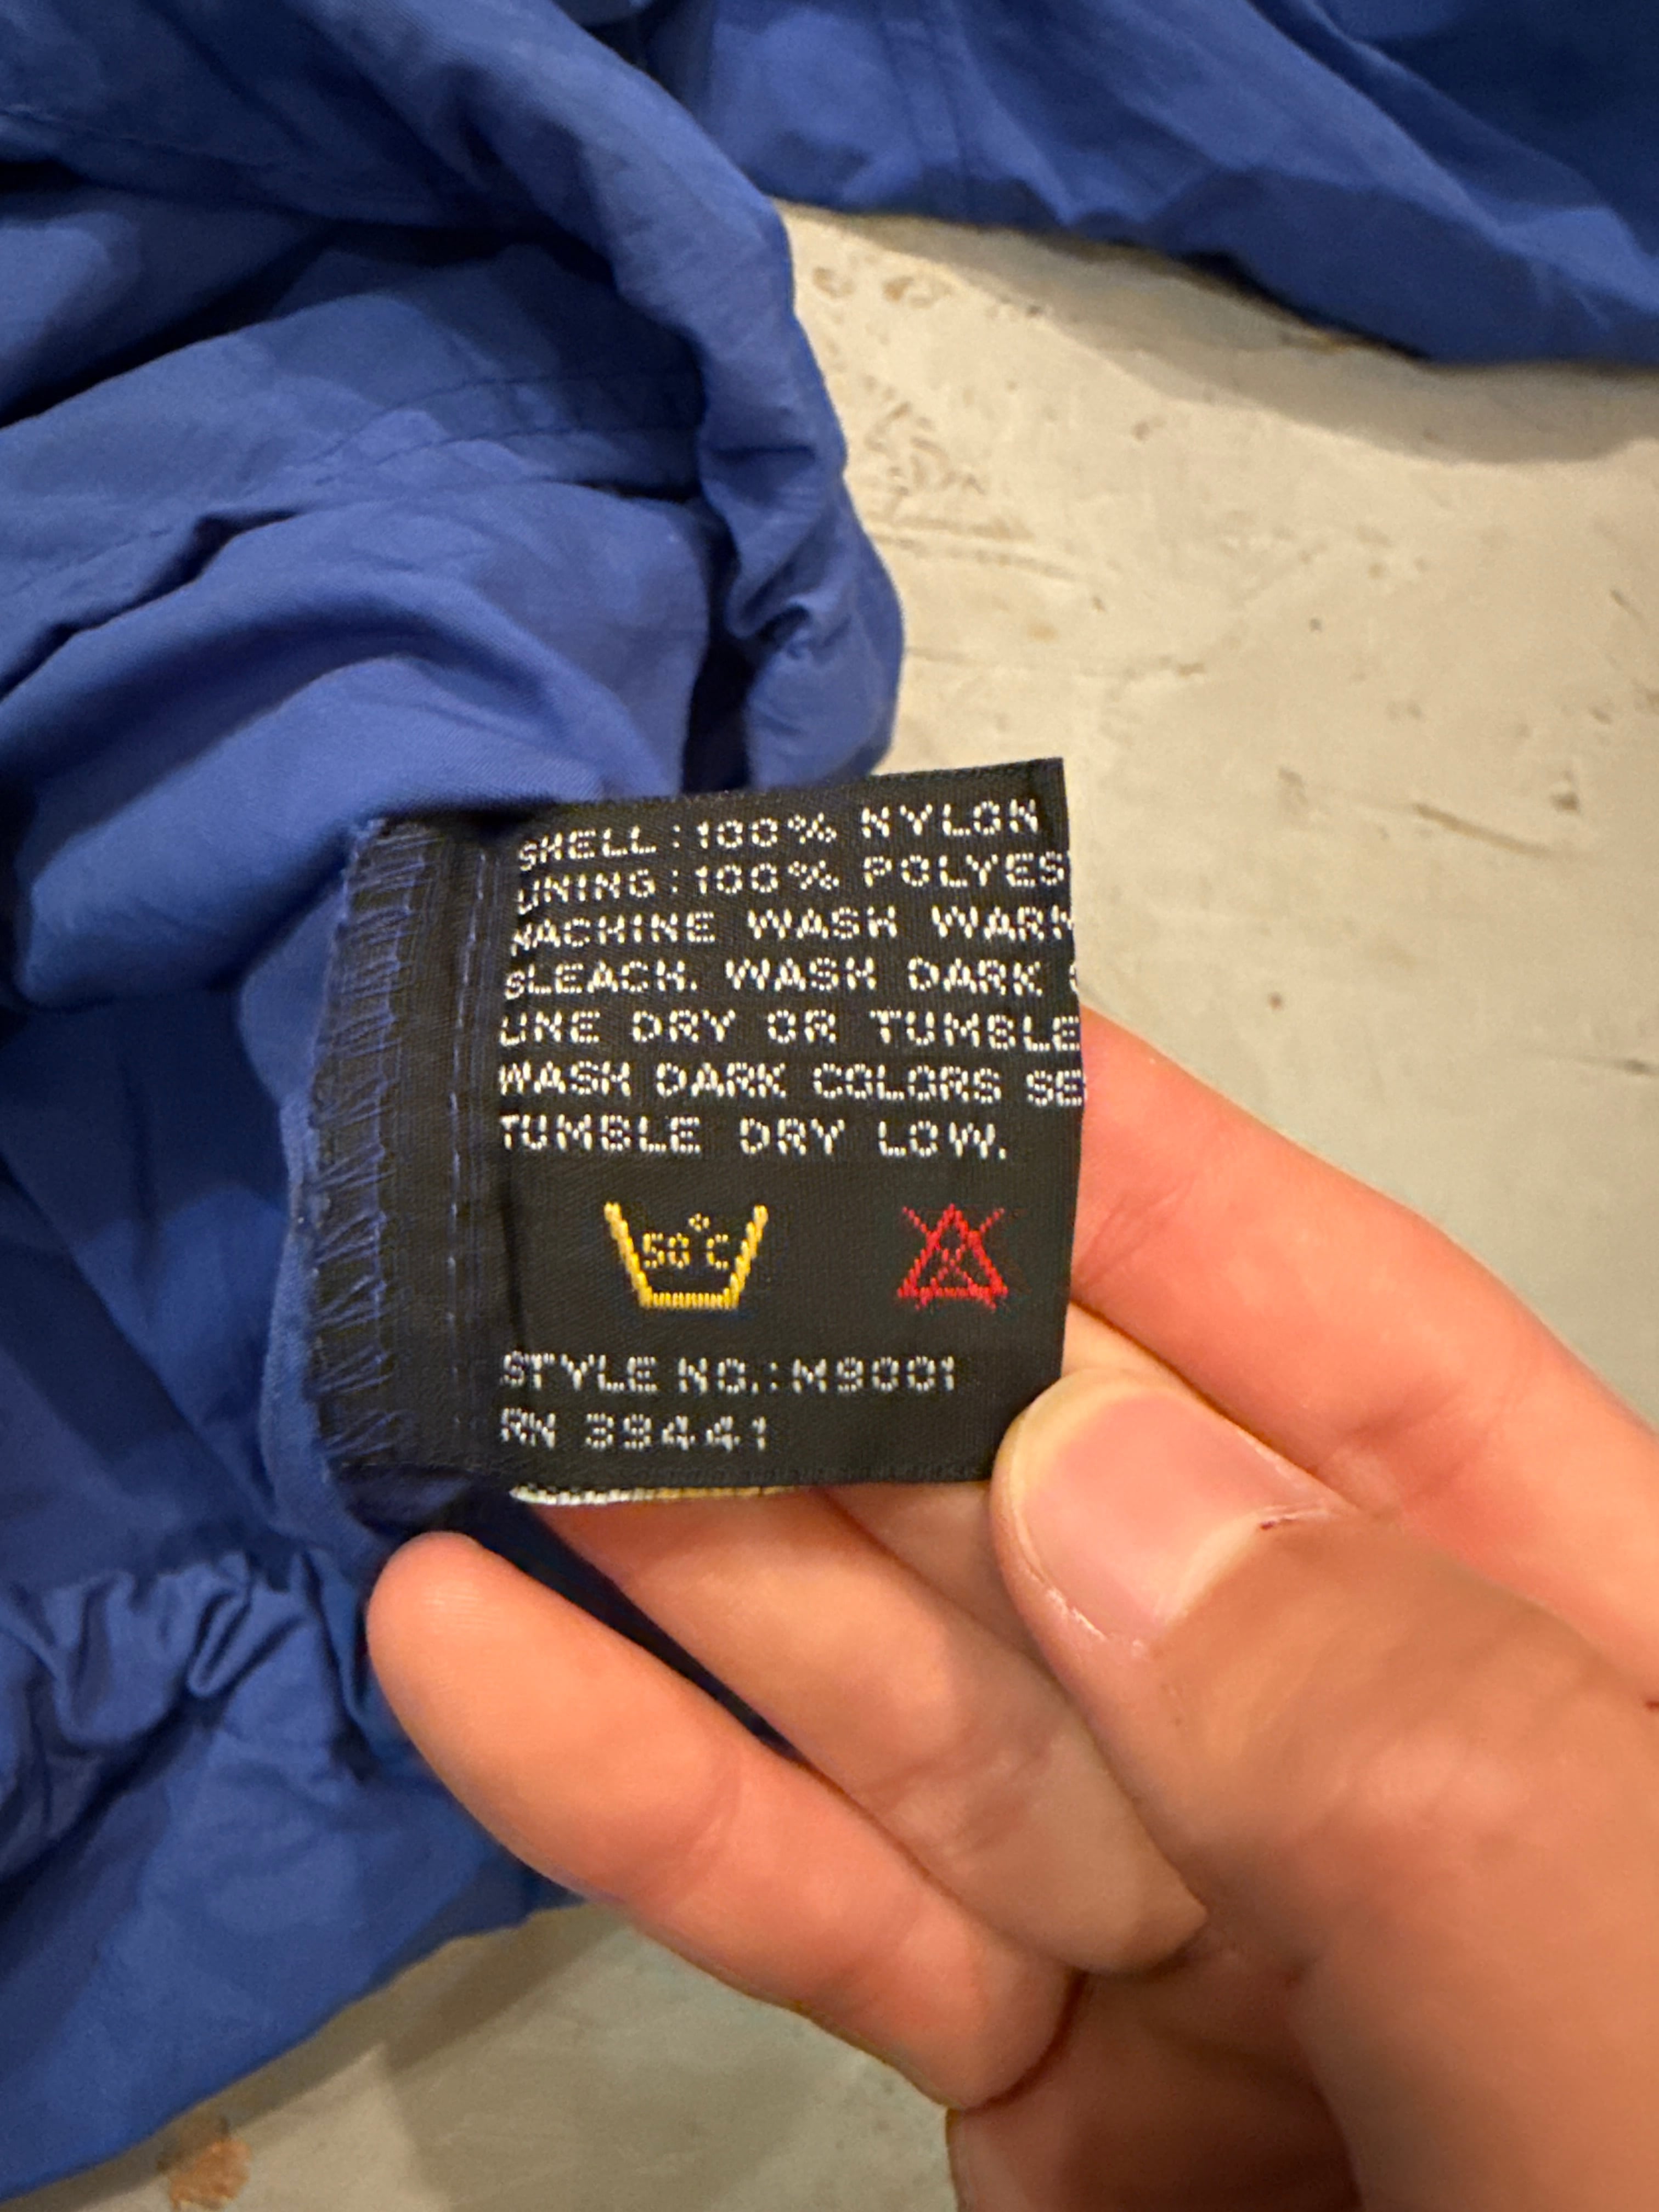 SHELL:100% NYLON
LINING:100% POLYES
MACHINE WASH WARM
BLEACH. WASH DARK
LINE DRY OR TUMBLE
WASH DARK COLORS SE
TUMBLE DRY LOW.
50°C
STYLE NO.:M9001
RN 39441